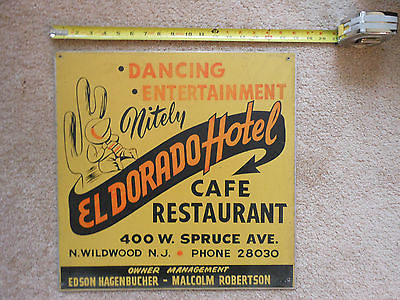 • DANCING
• ENTERTAINMENT
Nitely
EL DORADO Hotel
CAFE
RESTAURANT
400 W. SPRUCE AVE.
N. WILDWOOD N.J. • PHONE 28030
OWNER MANAGEMENT
EDSON HAGENBUCHER - MALCOLM ROBERTSON